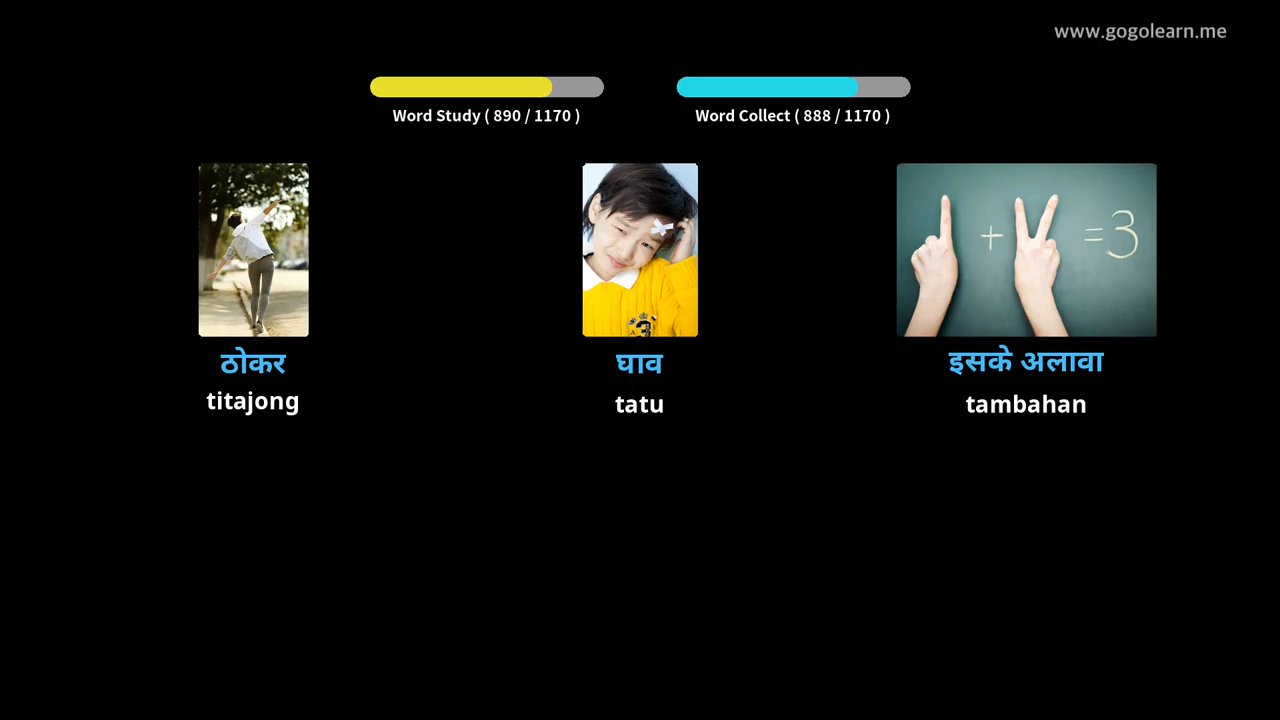 www.gogolearn.me
Word Study ( 890 / 1170 )
Word Collect ( 888 / 1170 )
1 + = 3
3
ठोकर
घाव
इसके अलावा
titajong
tatu
tambahan